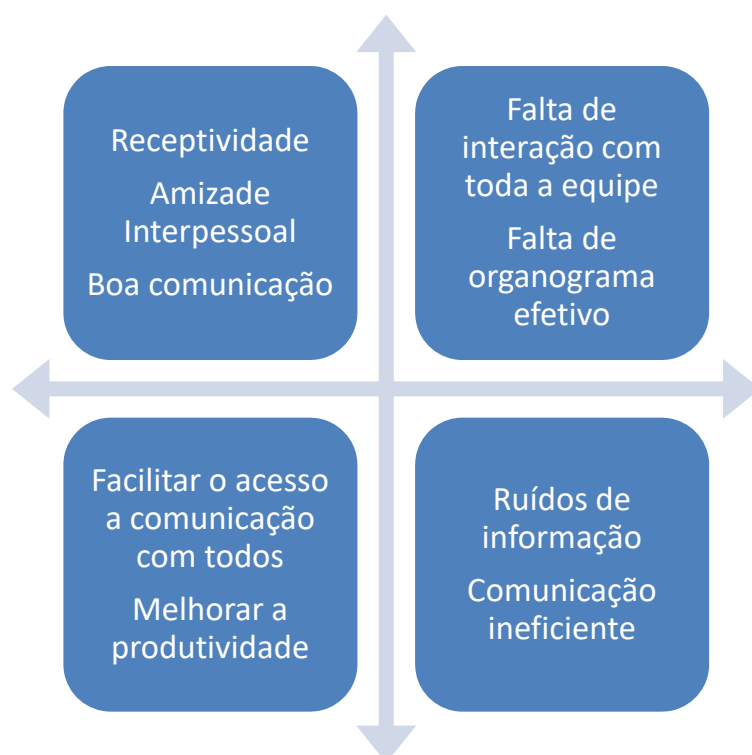 Receptividade
Amizade
Interpessoal
Boa comunicação
Falta de
interação com
toda a equipe
Falta de
organograma
efetivo
Facilitar o acesso
a comunicação
com todos
Melhorar a
produtividade
Ruídos de
informação
Comunicação
ineficiente